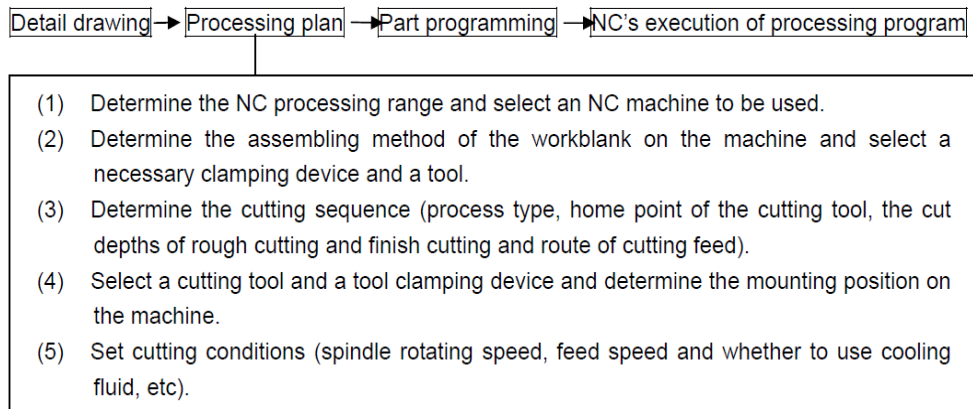 Detail drawing Processing plan Part programming NC's execution of processing program
(1) Determine the NC processing range and select an NC machine to be used.
(2) Determine the assembling method of the workblank on the machine and select a
necessary clamping device and a tool.
(3) Determine the cutting sequence (process type, home point of the cutting tool, the cut
depths of rough cutting and finish cutting and route of cutting feed).
(4) Select a cutting tool and a tool clamping device and determine the mounting position on
the machine.
(5) Set cutting conditions (spindle rotating speed, feed speed and whether to use cooling
fluid, etc).